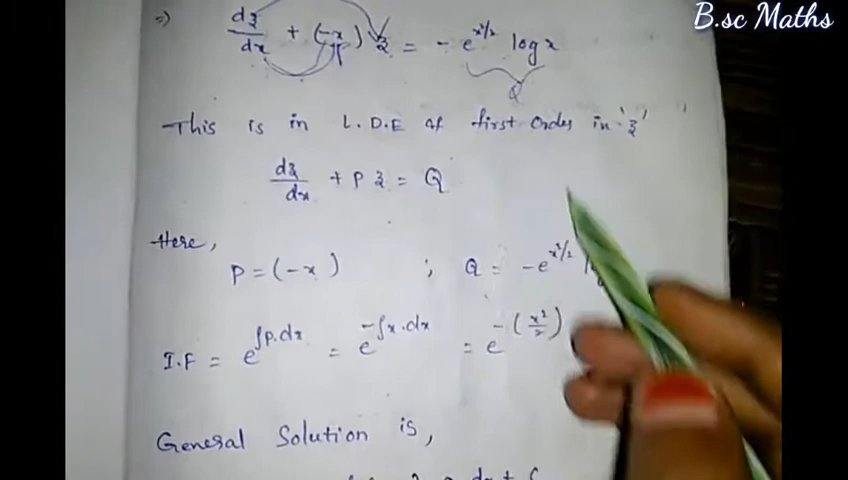 B.sc Maths
=) dz/dx + (-x) z = - e^{x²/2} log x
Q
This is in L.D.E of first order in 'z'
dz/dx + P z = Q
Here,
P = (-x) ; Q = -e^{x²/2}
I.F = e^{∫P.dx} = e^{-∫x.dx} = e^{-(x²/2)}
General Solution is,